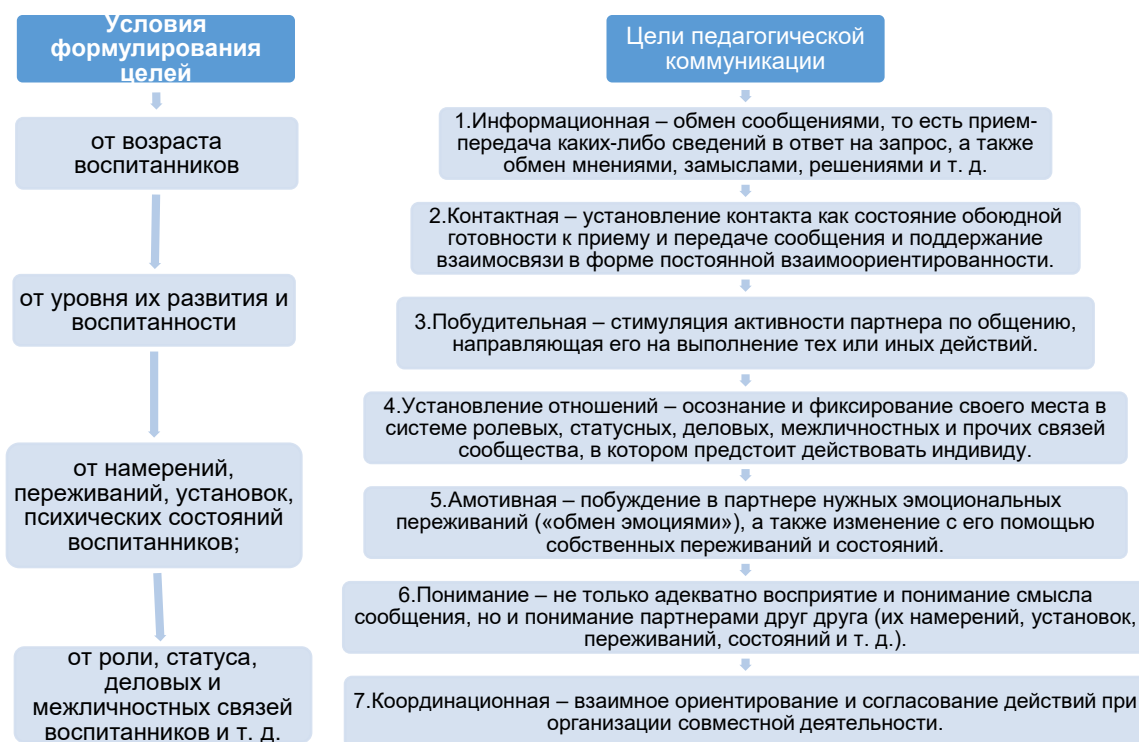 Условия
формулирования
целей
от возраста
воспитанников
от уровня их развития и
воспитанности
от намерений,
переживаний, установок,
психических состояний
воспитанников;
от роли, статуса,
деловых и
межличностных связей
воспитанников и т. д.
Цели педагогической
коммуникации
1.Информационная – обмен сообщениями, то есть прием-
передача каких-либо сведений в ответ на запрос, а также
обмен мнениями, замыслами, решениями и т. д.
2.Контактная – установление контакта как состояние обоюдной
готовности к приему и передаче сообщения и поддержание
взаимосвязи в форме постоянной взаимоориентированности.
3.Побудительная – стимуляция активности партнера по общению,
направляющая его на выполнение тех или иных действий.
4.Установление отношений – осознание и фиксирование своего места в
системе ролевых, статусных, деловых, межличностных и прочих связей
сообщества, в котором предстоит действовать индивиду.
5.Амотивная – побуждение в партнере нужных эмоциональных
переживаний («обмен эмоциями»), а также изменение с его помощью
собственных переживаний и состояний.
6.Понимание – не только адекватно восприятие и понимание смысла
сообщения, но и понимание партнерами друг друга (их намерений, установок,
переживаний, состояний и т. д.).
7.Координационная – взаимное ориентирование и согласование действий при
организации совместной деятельности.